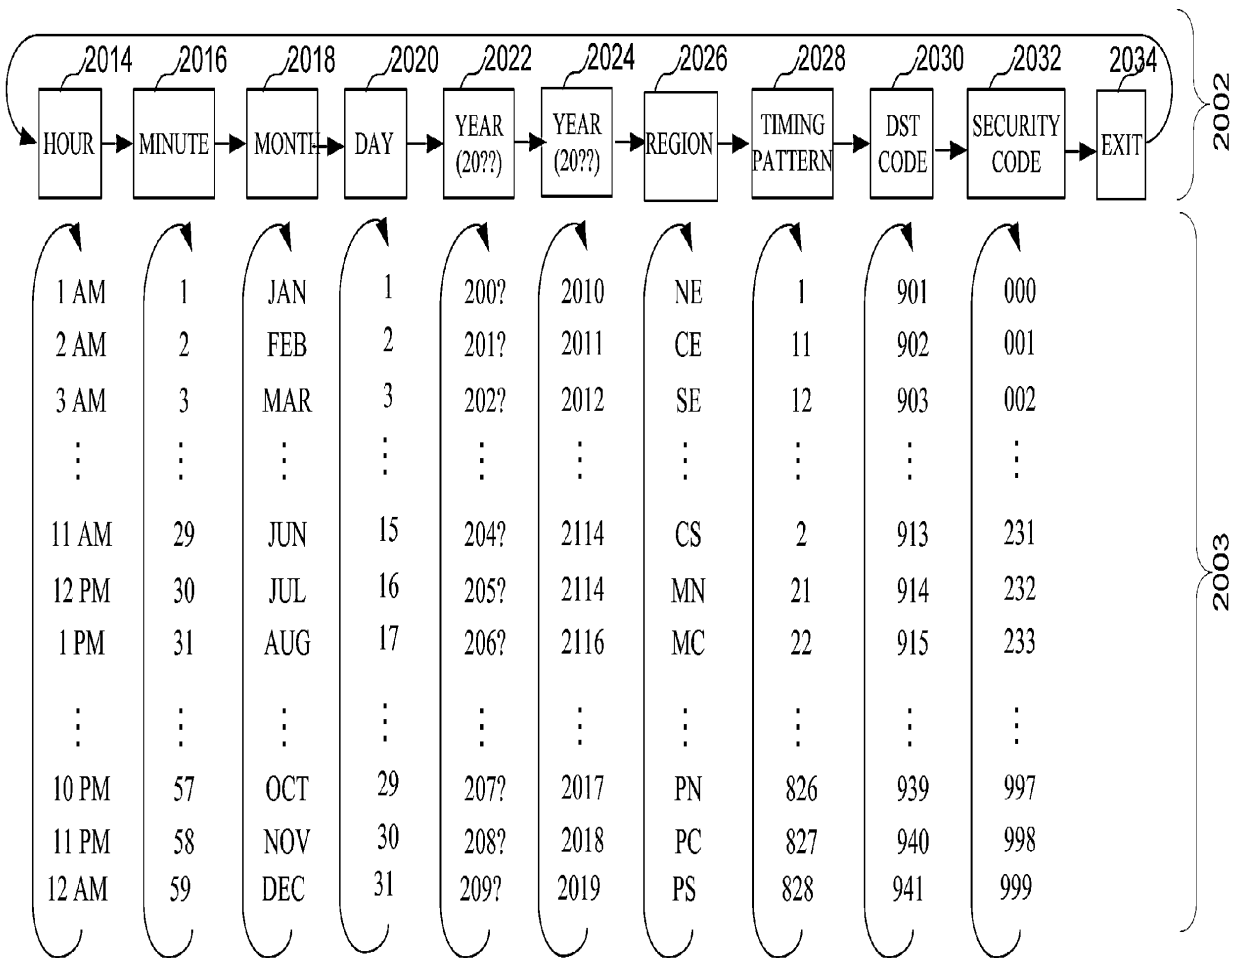 2014 2016 2018 2020 2022 2024 2026 2028 2030 2032 2034
HOUR MINUTE MONTH DAY YEAR (20??) YEAR (20??) REGION TIMING PATTERN DST CODE SECURITY CODE EXIT
2002
1 AM 1 JAN 1 200? 2010 NE 1 901 000
2 AM 2 FEB 2 201? 2011 CE 11 902 001
3 AM 3 MAR 3 202? 2012 SE 12 903 002
11 AM 29 JUN 15 204? 2114 CS 2 913 231
12 PM 30 JUL 16 205? 2114 MN 21 914 232
1 PM 31 AUG 17 206? 2116 MC 22 915 233
10 PM 57 OCT 29 207? 2017 PN 826 939 997
11 PM 58 NOV 30 208? 2018 PC 827 940 998
12 AM 59 DEC 31 209? 2019 PS 828 941 999
2003